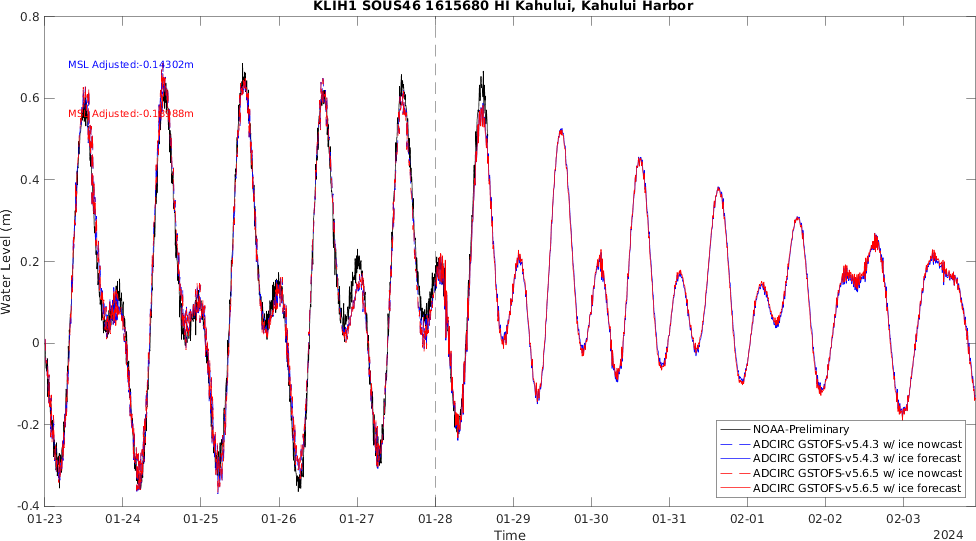 KLIH1 SOUS46 1615680 HI Kahului, Kahului Harbor
0.8
0.6
0.4
0.2
0
-0.2
-0.4
Water Level (m)
MSL Adjusted:-0.14302m
Adjusted:-0.
NOAA-Preliminary
ADCIRC GSTOFS-v5.4.3 w/ ice nowcast
ADCIRC GSTOFS-v5.4.3 w/ ice forecast
ADCIRC GSTOFS-v5.6.5 w/ ice nowcast
ADCIRC GSTOFS-v5.6.5 w/ ice forecast
01-23 01-24 01-25 01-26 01-27 01-28 01-29 01-30 01-31 02-01 02-02 02-03
Time
2024